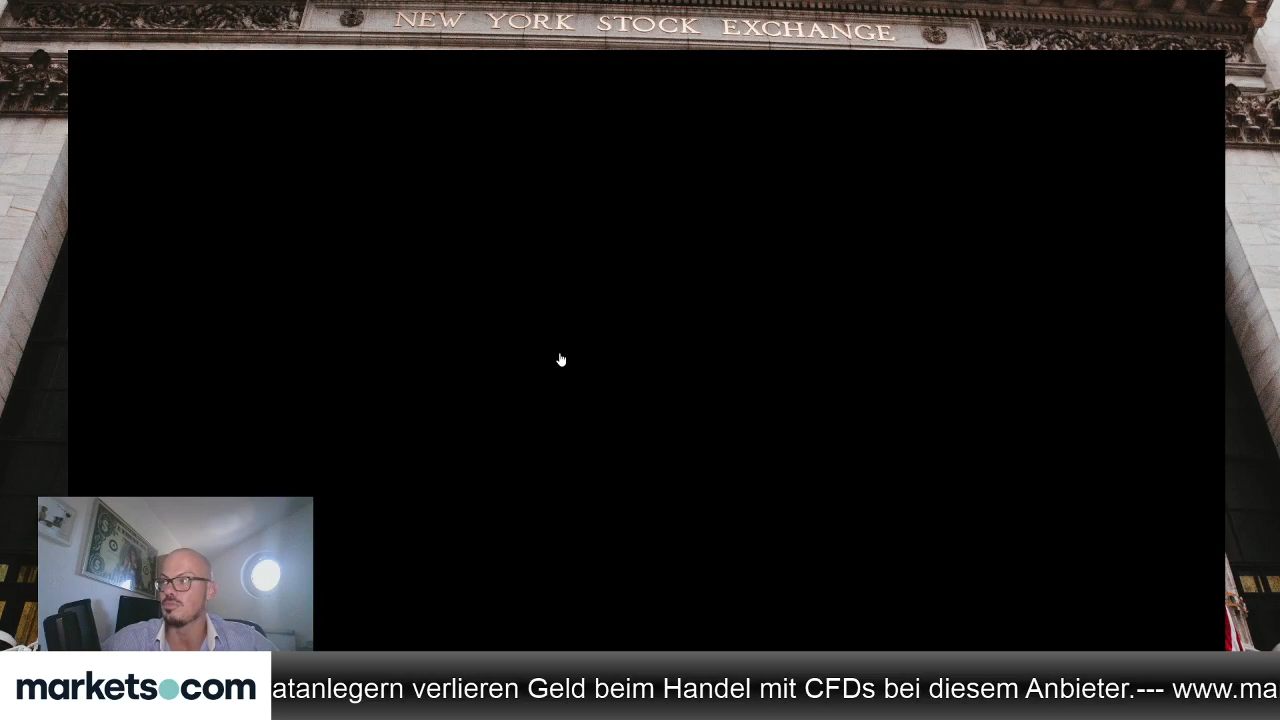 NEW YORK STOCK EXCHANGE
markets.com
atanlegern verlieren Geld beim Handel mit CFDs bei diesem Anbieter.--- www.ma